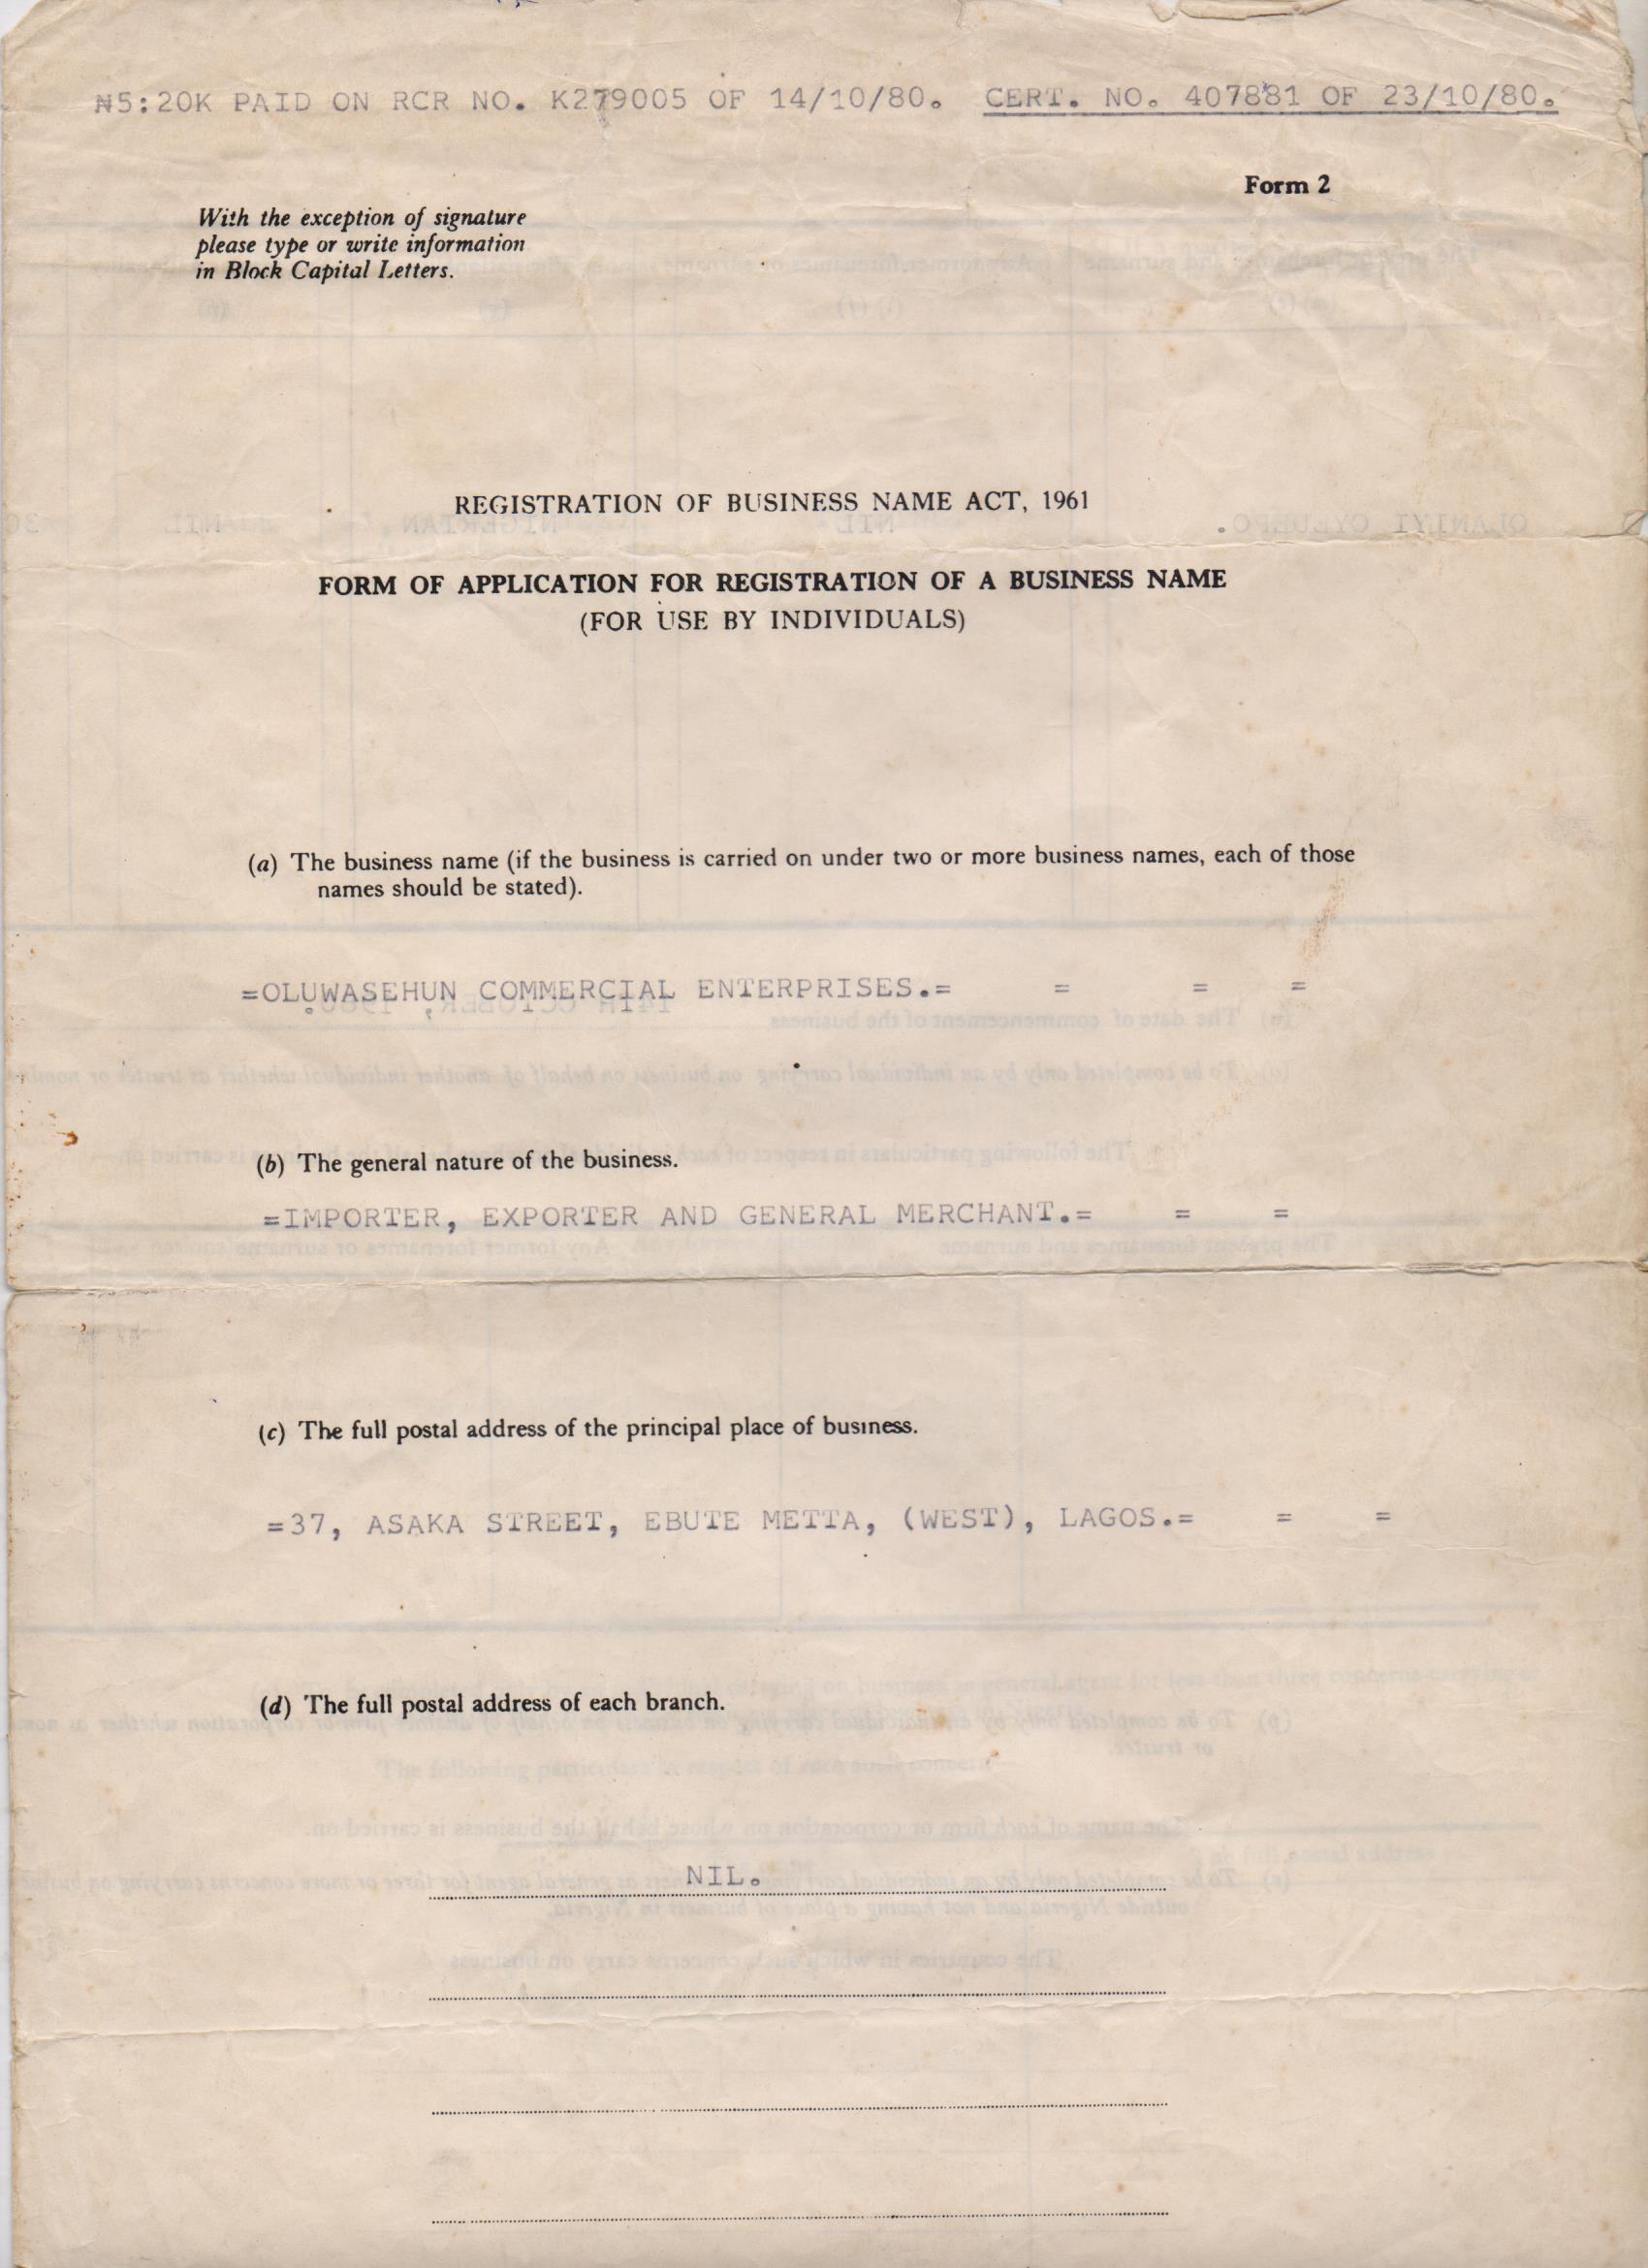 ₦5:20K PAID ON RCR NO. K279005 OF 14/10/80. CERT. NO. 407881 OF 23/10/80.
Form 2
With the exception of signature
please type or write information
in Block Capital Letters.
REGISTRATION OF BUSINESS NAME ACT, 1961
FORM OF APPLICATION FOR REGISTRATION OF A BUSINESS NAME
(FOR USE BY INDIVIDUALS)
(a) The business name (if the business is carried on under two or more business names, each of those
names should be stated).
=OLUWASEHUN COMMERCIAL ENTERPRISES.= = = =
(b) The general nature of the business.
=IMPORTER, EXPORTER AND GENERAL MERCHANT.= = =
(c) The full postal address of the principal place of business.
=37, ASAKA STREET, EBUTE METTA, (WEST), LAGOS.= = =
(d) The full postal address of each branch.
NIL.